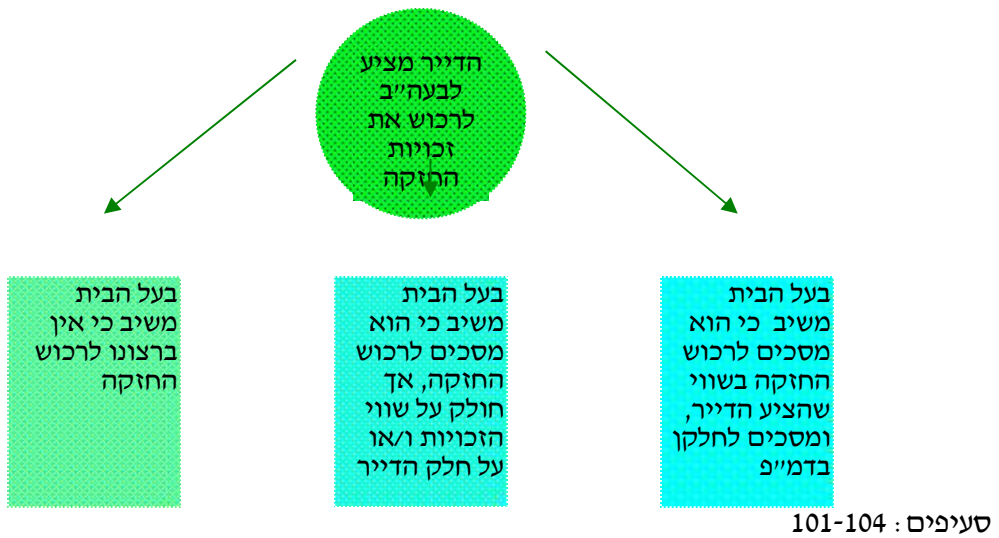 הדייר מציע
לבעה״ב
לרכוש את
זכויות
החזקה
בעל הבית
משיב כי הוא
מסכים לרכוש
החזקה בשווי
שהציע הדייר,
ומסכים לחלקן
בדמ״פ
בעל הבית
משיב כי הוא
מסכים לרכוש
החזקה, אך
חולק על שווי
הזכויות ו/או
על חלק הדייר
בעל הבית
משיב כי אין
ברצונו לרכוש
החזקה
סעיפים : 101-104